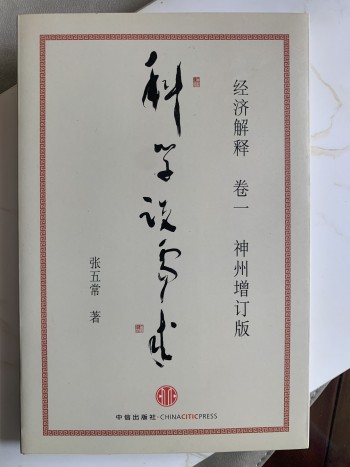 经济解释 卷一 神州增订版
科学说需求
张五常 著
中信出版社·CHINACITICPRESS